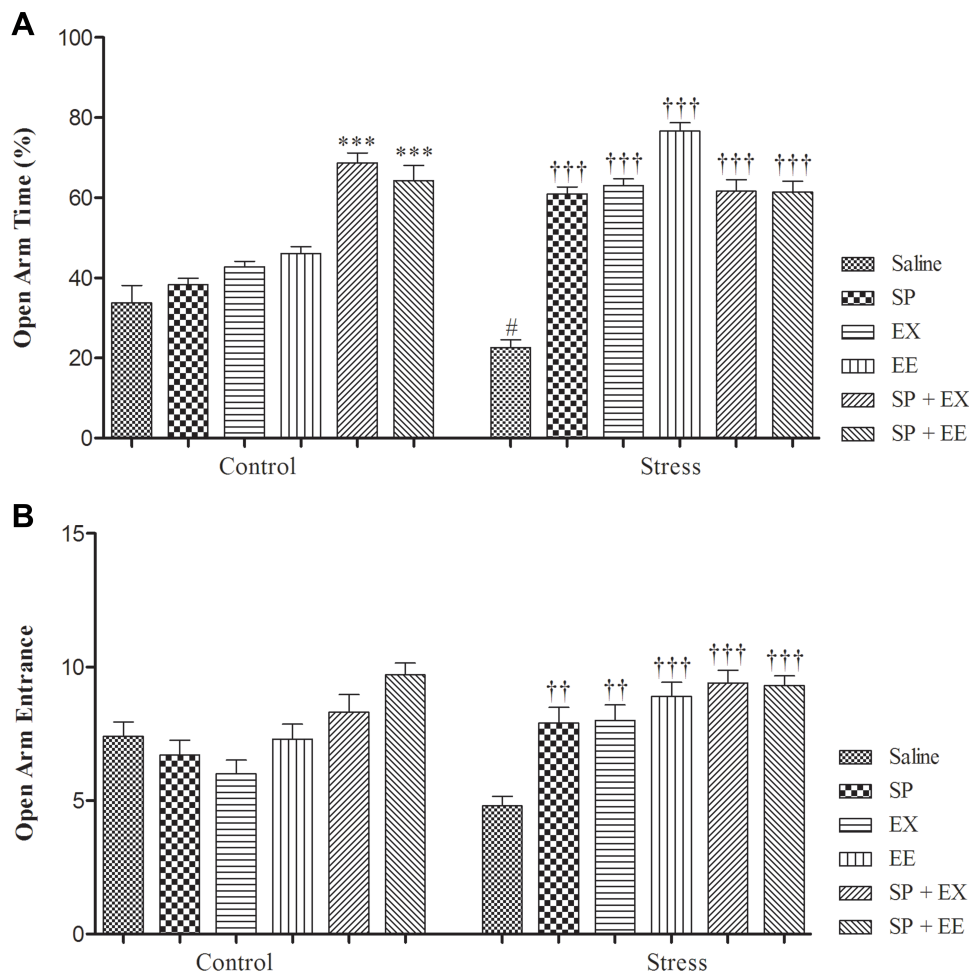 A
Open Arm Time (%)
100
80
60
40
20
0
***
***
#
†††
†††
†††
†††
†††
Control
Stress
Saline
SP
EX
EE
SP + EX
SP + EE
B
Open Arm Entrance
15
10
5
0
††
††
†††
†††
†††
Control
Stress
Saline
SP
EX
EE
SP + EX
SP + EE